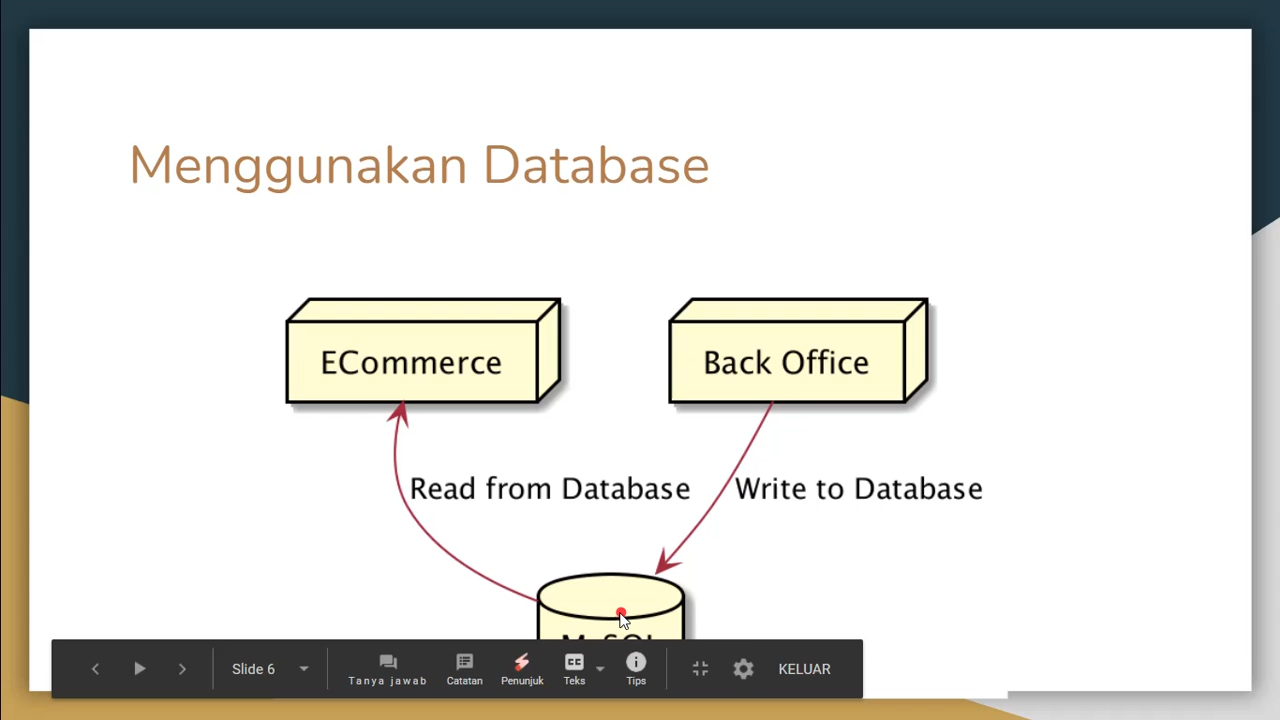 Menggunakan Database
ECommerce
Back Office
Read from Database
Write to Database
Slide 6
Tanya jawab
Catatan
Penunjuk
CC
Teks
Tips
KELUAR